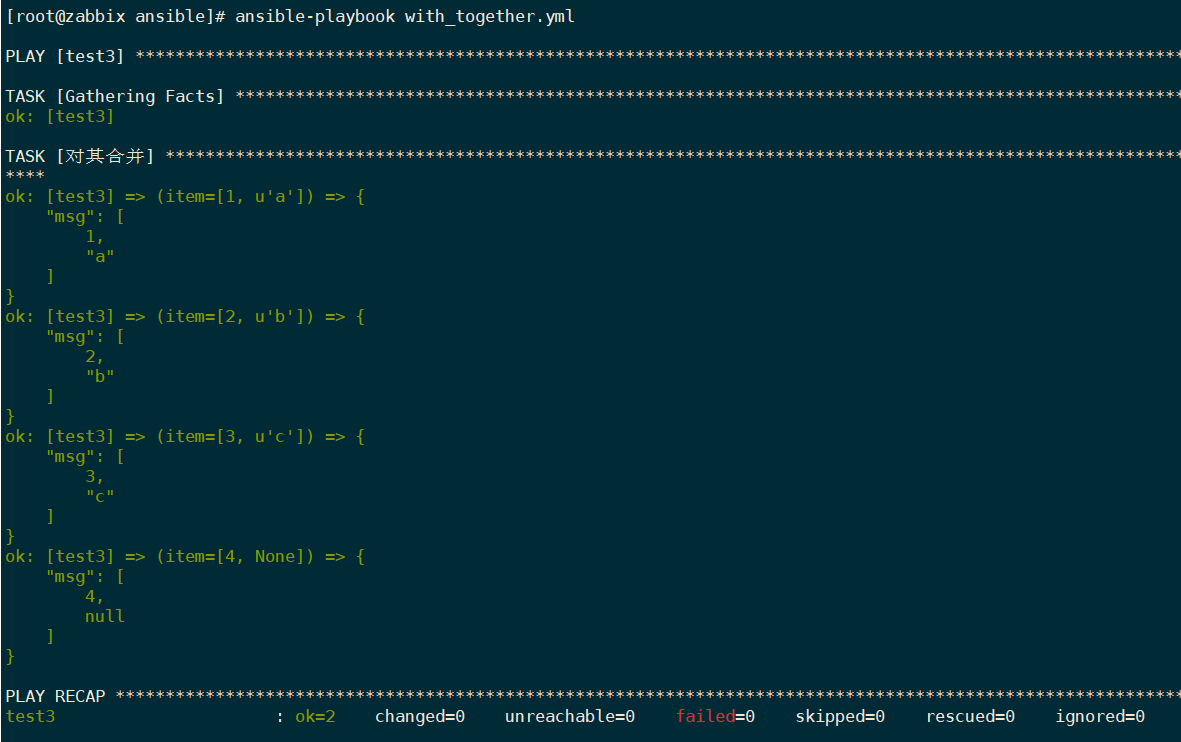 [root@zabbix ansible]# ansible-playbook with_together.yml
PLAY [test3] *********************************************************************************************************
TASK [Gathering Facts] ***********************************************************************************************
ok: [test3]
TASK [对其合并] ******************************************************************************************************
****
ok: [test3] => (item=[1, u'a']) => {
    "msg": [
        1,
        "a"
    ]
}
ok: [test3] => (item=[2, u'b']) => {
    "msg": [
        2,
        "b"
    ]
}
ok: [test3] => (item=[3, u'c']) => {
    "msg": [
        3,
        "c"
    ]
}
ok: [test3] => (item=[4, None]) => {
    "msg": [
        4,
        null
    ]
}
PLAY RECAP ***********************************************************************************************************
test3                      : ok=2    changed=0    unreachable=0    failed=0    skipped=0    rescued=0    ignored=0